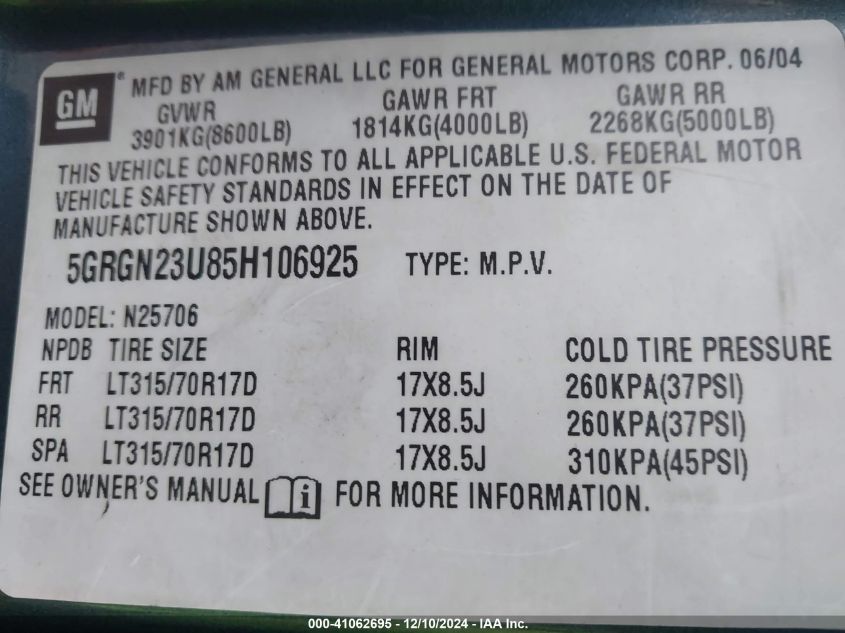 GM ® MFD BY AM GENERAL LLC FOR GENERAL MOTORS CORP. 06/04
GVWR GAWR FRT GAWR RR
3901KG(8600LB) 1814KG(4000LB) 2268KG(5000LB)
THIS VEHICLE CONFORMS TO ALL APPLICABLE U.S. FEDERAL MOTOR
VEHICLE SAFETY STANDARDS IN EFFECT ON THE DATE OF
MANUFACTURE SHOWN ABOVE.
5GRGN23U85H106925 TYPE: M.P.V.
MODEL: N25706
NPDB TIRE SIZE RIM COLD TIRE PRESSURE
FRT LT315/70R17D 17X8.5J 260KPA(37PSI)
RR LT315/70R17D 17X8.5J 260KPA(37PSI)
SPA LT315/70R17D 17X8.5J 310KPA(45PSI)
SEE OWNER'S MANUAL i FOR MORE INFORMATION.
000-41062695 - 12/10/2024 - IAA Inc.